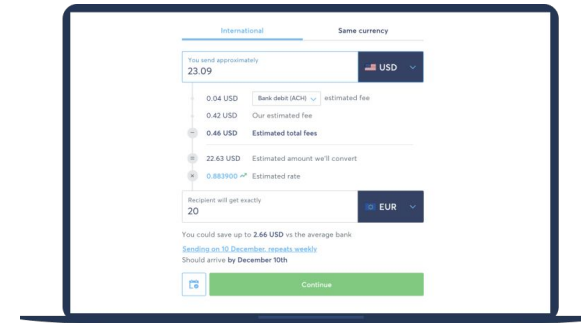 International Same currency
You send approximately
23.09 USD
0.04 USD Bank debit (ACH) estimated fee
0.42 USD Our estimated fee
0.46 USD Estimated total fees
22.63 USD Estimated amount we'll convert
0.883900 Estimated rate
Recipient will get exactly
20 EUR
You could save up to 2.66 USD vs the average bank
Sending on 10 December, repeats weekly
Should arrive by December 10th
Continue